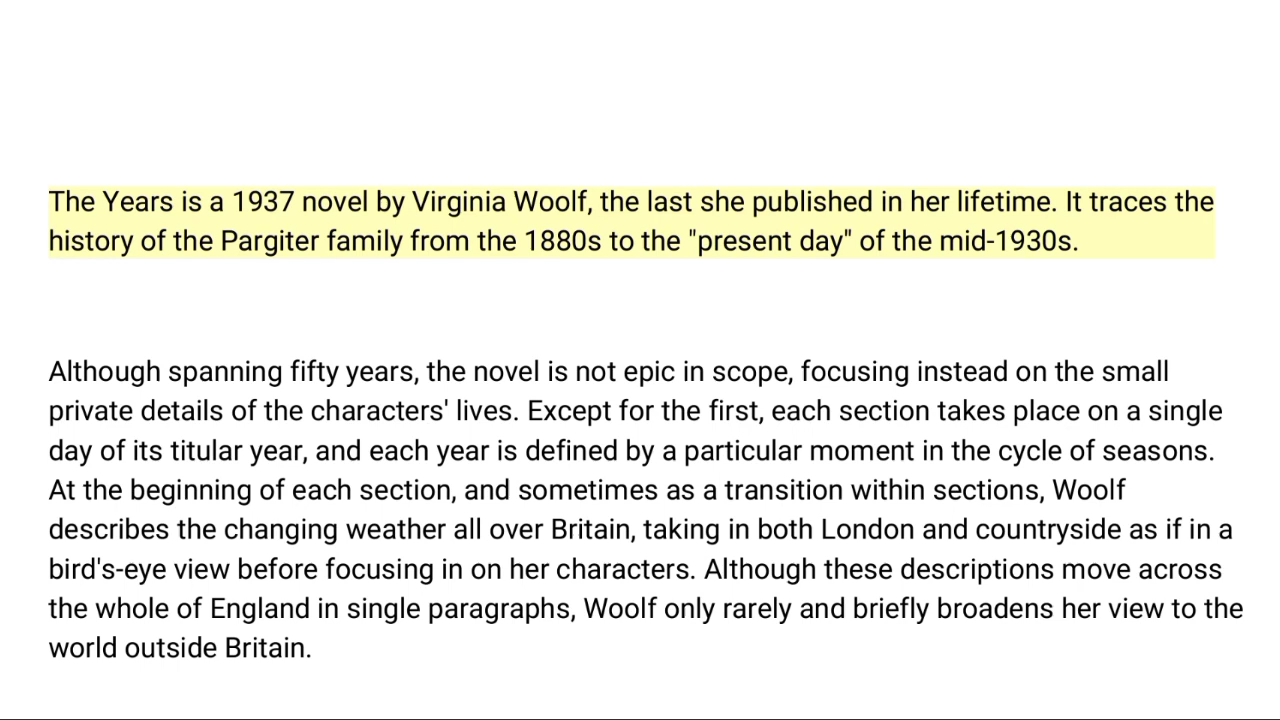 The Years is a 1937 novel by Virginia Woolf, the last she published in her lifetime. It traces the
history of the Pargiter family from the 1880s to the "present day" of the mid-1930s.
Although spanning fifty years, the novel is not epic in scope, focusing instead on the small
private details of the characters' lives. Except for the first, each section takes place on a single
day of its titular year, and each year is defined by a particular moment in the cycle of seasons.
At the beginning of each section, and sometimes as a transition within sections, Woolf
describes the changing weather all over Britain, taking in both London and countryside as if in a
bird's-eye view before focusing in on her characters. Although these descriptions move across
the whole of England in single paragraphs, Woolf only rarely and briefly broadens her view to the
world outside Britain.